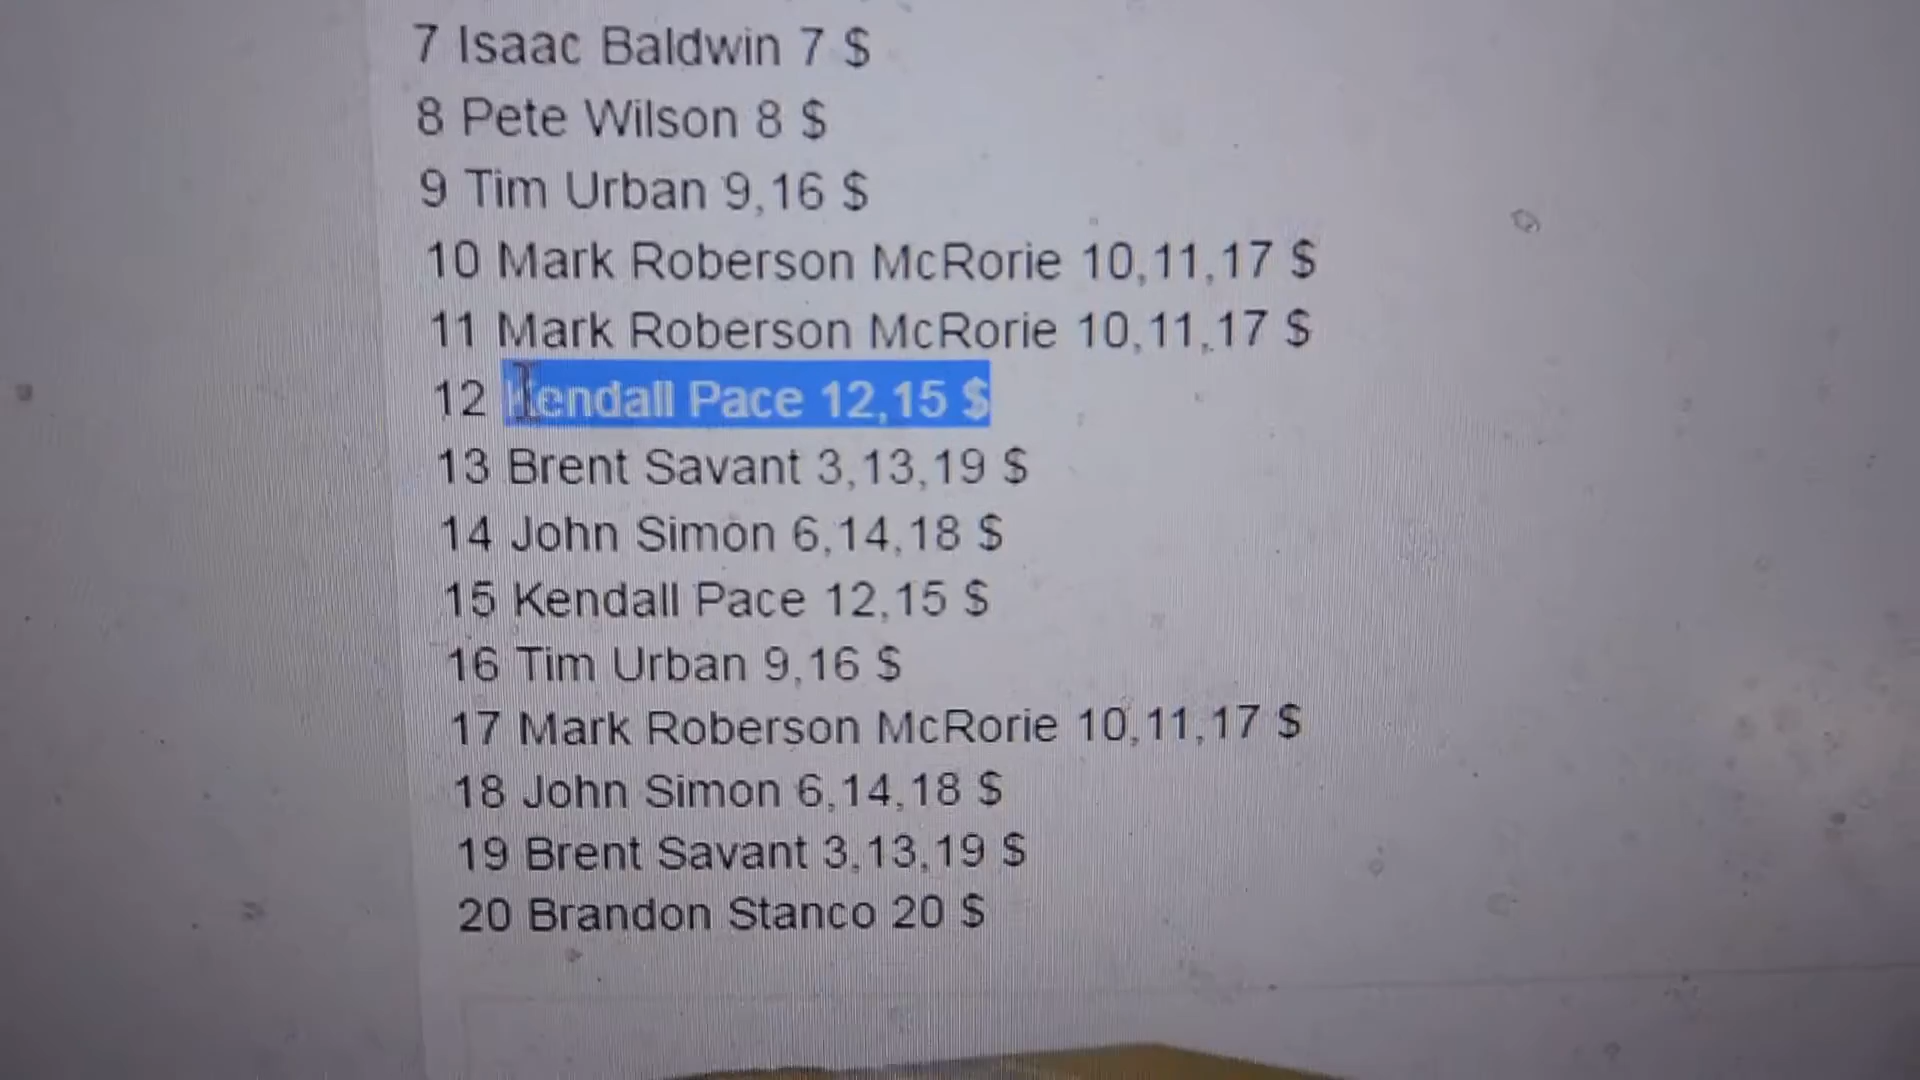 7 Isaac Baldwin 7 $
8 Pete Wilson 8 $
9 Tim Urban 9,16 $
10 Mark Roberson McRorie 10,11,17 $
11 Mark Roberson McRorie 10,11,17 $
12 Kendall Pace 12,15 $
13 Brent Savant 3,13,19 $
14 John Simon 6,14,18 $
15 Kendall Pace 12,15 $
16 Tim Urban 9,16 $
17 Mark Roberson McRorie 10,11,17 $
18 John Simon 6,14,18 $
19 Brent Savant 3,13,19 $
20 Brandon Stanco 20 $